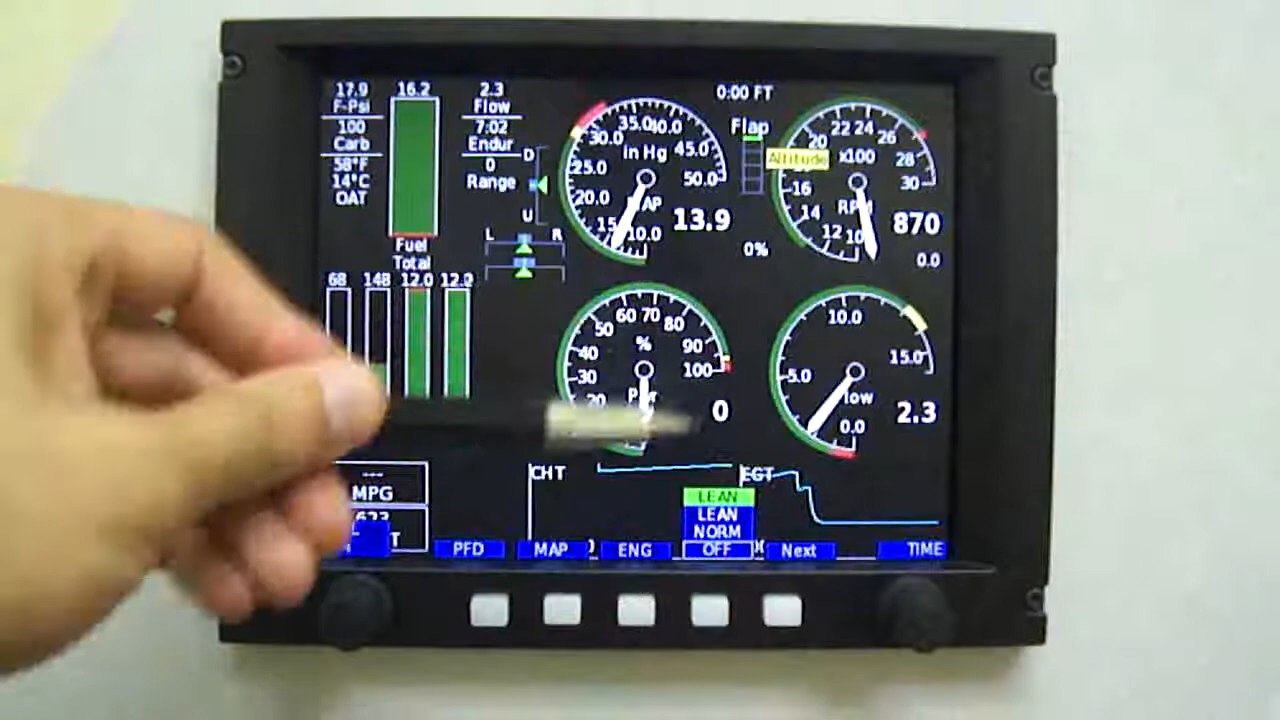 17.9
F-Psi
100
Carb
58°F
14°C
OAT
16.2
Fuel
Total
2.3
Flow
7:02
Endur
0
Range
D
U
L R
68 148 12.0 12.0
35.0 40.0
30.0 45.0
in Hg
25.0 50.0
20.0
13.9
10.0
0:00 FT
Flap
Altitude
0%
22 24
20 26
x100 28
16 30
14
12 10
RPM
870
0.0
60 70
50 80
% 90
40 100
30
20
0
10.0
15.0
5.0
0.0
2.3
---
MPG
CHT
EGT
LEAN
LEAN
NORM
PFD MAP ENG OFF Next TIME